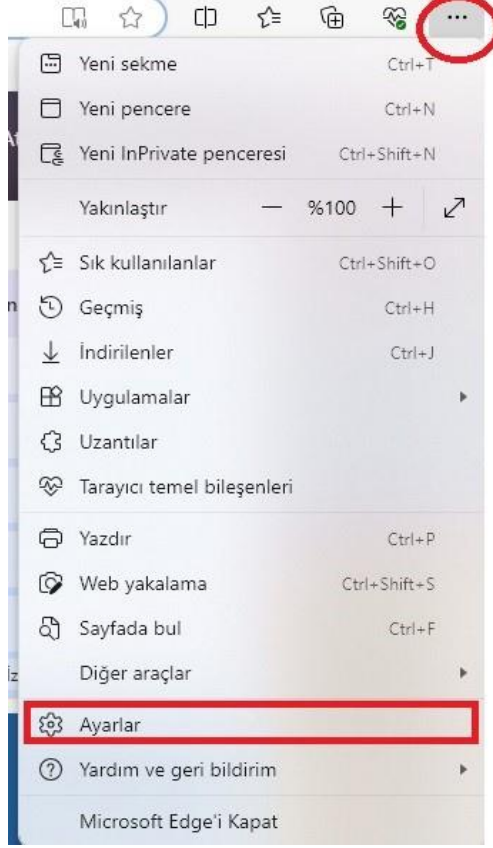 Yeni sekme Ctrl+T
Yeni pencere Ctrl+N
Yeni InPrivate penceresi Ctrl+Shift+N
Yakınlaştır — %100 +
Sık kullanılanlar Ctrl+Shift+O
Geçmiş Ctrl+H
İndirilenler Ctrl+J
Uygulamalar
Uzantılar
Tarayıcı temel bileşenleri
Yazdır Ctrl+P
Web yakalama Ctrl+Shift+S
Sayfada bul Ctrl+F
Diğer araçlar
Ayarlar
Yardım ve geri bildirim
Microsoft Edge'i Kapat